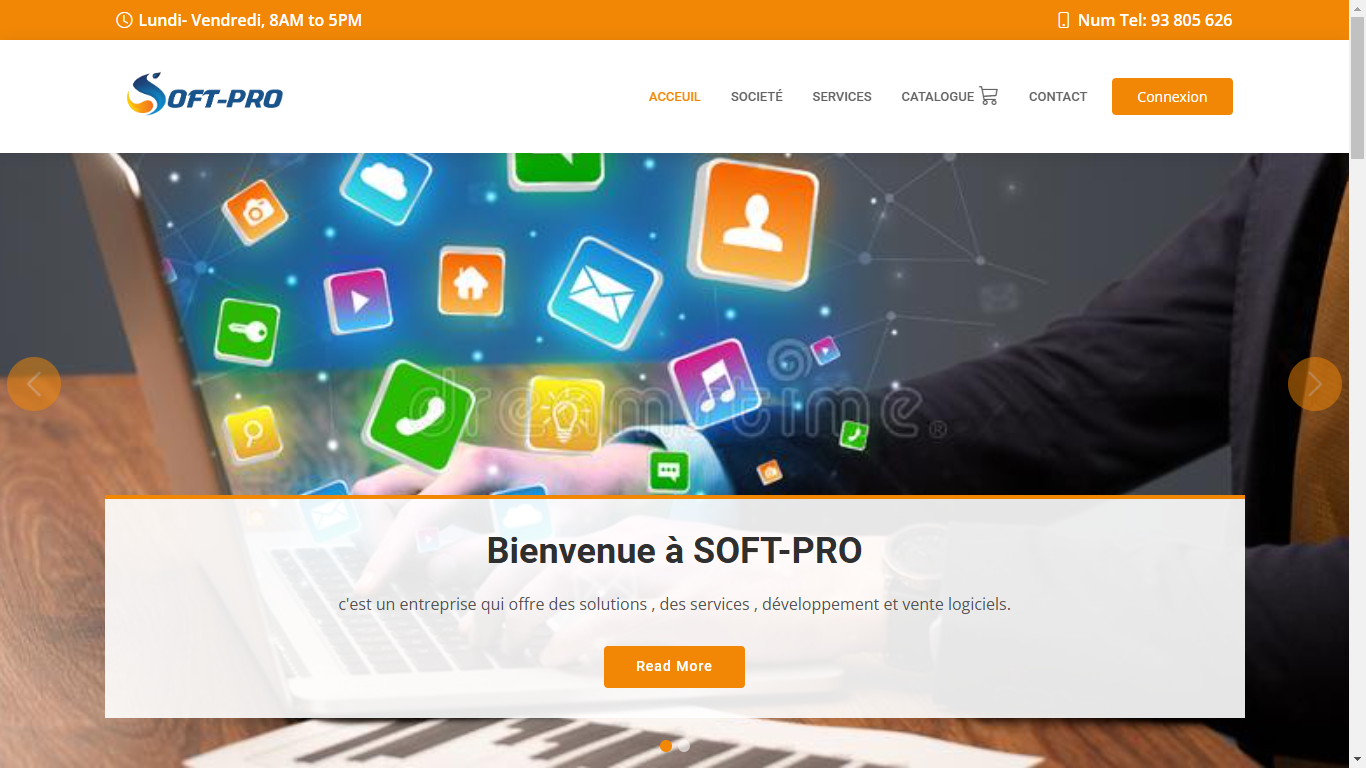 Lundi- Vendredi, 8AM to 5PM
Num Tel: 93 805 626
SOFT-PRO
ACCEUIL
SOCIETÉ
SERVICES
CATALOGUE
CONTACT
Connexion
dreamstime®
Bienvenue à SOFT-PRO
c'est un entreprise qui offre des solutions , des services , développement et vente logiciels.
Read More